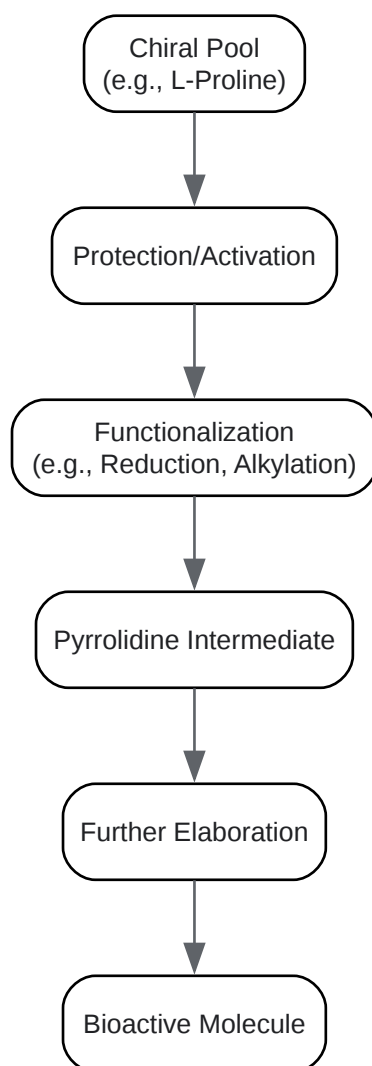 Chiral Pool
(e.g., L-Proline)
Protection/Activation
Functionalization
(e.g., Reduction, Alkylation)
Pyrrolidine Intermediate
Further Elaboration
Bioactive Molecule